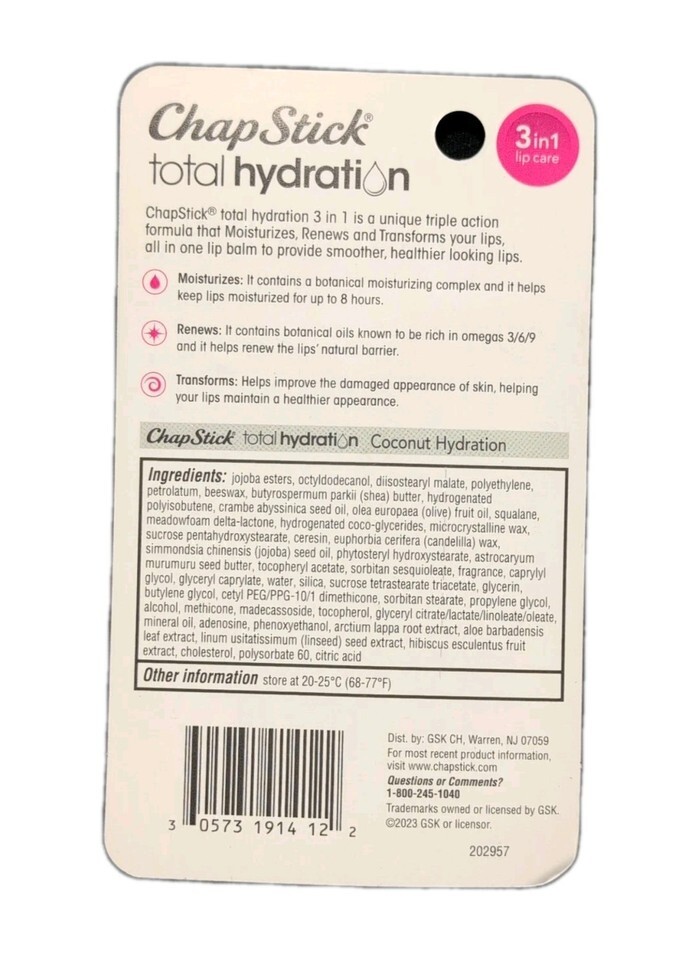 ChapStick®
total hydration
3 in 1
lip care
ChapStick® total hydration 3 in 1 is a unique triple action
formula that Moisturizes, Renews and Transforms your lips,
all in one lip balm to provide smoother, healthier looking lips.
Moisturizes: It contains a botanical moisturizing complex and it helps
keep lips moisturized for up to 8 hours.
Renews: It contains botanical oils known to be rich in omegas 3/6/9
and it helps renew the lips' natural barrier.
Transforms: Helps improve the damaged appearance of skin, helping
your lips maintain a healthier appearance.
ChapStick® total hydration Coconut Hydration
Ingredients: jojoba esters, octyldodecanol, diisostearyl malate, polyethylene,
petrolatum, beeswax, butyrospermum parkii (shea) butter, hydrogenated
polyisobutene, crambe abyssinica seed oil, olea europaea (olive) fruit oil, squalane,
meadowfoam delta-lactone, hydrogenated coco-glycerides, microcrystalline wax,
sucrose pentahydroxystearate, ceresin, euphorbia cerifera (candelilla) wax,
simmondsia chinensis (jojoba) seed oil, phytosteryl hydroxystearate, astrocaryum
murumuru seed butter, tocopheryl acetate, sorbitan sesquioleate, fragrance, caprylyl
glycol, glyceryl caprylate, water, silica, sucrose tetrastearate triacetate, glycerin,
butylene glycol, cetyl PEG/PPG-10/1 dimethicone, sorbitan stearate, propylene glycol,
alcohol, methicone, madecassoside, tocopherol, glyceryl citrate/lactate/linoleate/oleate,
mineral oil, adenosine, phenoxyethanol, arctium lappa root extract, aloe barbadensis
leaf extract, linum usitatissimum (linseed) seed extract, hibiscus esculentus fruit
extract, cholesterol, polysorbate 60, citric acid
Other information store at 20-25°C (68-77°F)
3 0573 1914 12 2
Dist. by: GSK CH, Warren, NJ 07059
For most recent product information,
visit www.chapstick.com
Questions or Comments?
1-800-245-1040
Trademarks owned or licensed by GSK.
©2023 GSK or licensor.
202957